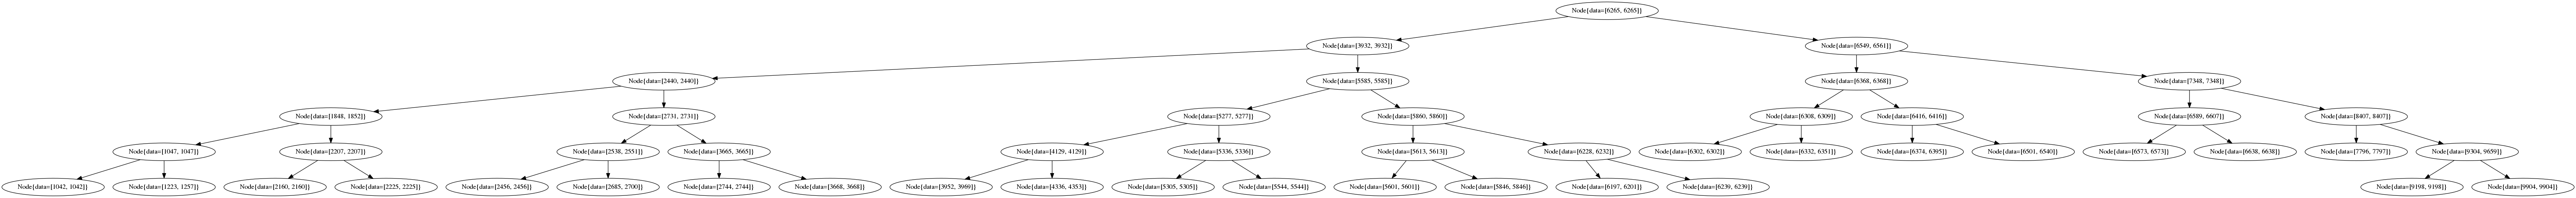 Node{data=[6265, 6265]}
Node{data=[3932, 3932]}
Node{data=[6549, 6561]}
Node{data=[2440, 2440]}
Node{data=[5585, 5585]}
Node{data=[6368, 6368]}
Node{data=[7348, 7348]}
Node{data=[1848, 1852]}
Node{data=[2731, 2731]}
Node{data=[5277, 5277]}
Node{data=[5860, 5860]}
Node{data=[6308, 6309]}
Node{data=[6416, 6416]}
Node{data=[6589, 6607]}
Node{data=[8407, 8407]}
Node{data=[1047, 1047]}
Node{data=[2207, 2207]}
Node{data=[2538, 2551]}
Node{data=[3665, 3665]}
Node{data=[4129, 4129]}
Node{data=[5336, 5336]}
Node{data=[5613, 5613]}
Node{data=[6228, 6232]}
Node{data=[6302, 6302]}
Node{data=[6332, 6351]}
Node{data=[6374, 6395]}
Node{data=[6501, 6540]}
Node{data=[6573, 6573]}
Node{data=[6638, 6638]}
Node{data=[7796, 7797]}
Node{data=[9304, 9659]}
Node{data=[1042, 1042]}
Node{data=[1223, 1257]}
Node{data=[2160, 2160]}
Node{data=[2225, 2225]}
Node{data=[2456, 2456]}
Node{data=[2685, 2700]}
Node{data=[2744, 2744]}
Node{data=[3668, 3668]}
Node{data=[3952, 3969]}
Node{data=[4336, 4353]}
Node{data=[5305, 5305]}
Node{data=[5544, 5544]}
Node{data=[5601, 5601]}
Node{data=[5846, 5846]}
Node{data=[6197, 6201]}
Node{data=[6239, 6239]}
Node{data=[9198, 9198]}
Node{data=[9904, 9904]}